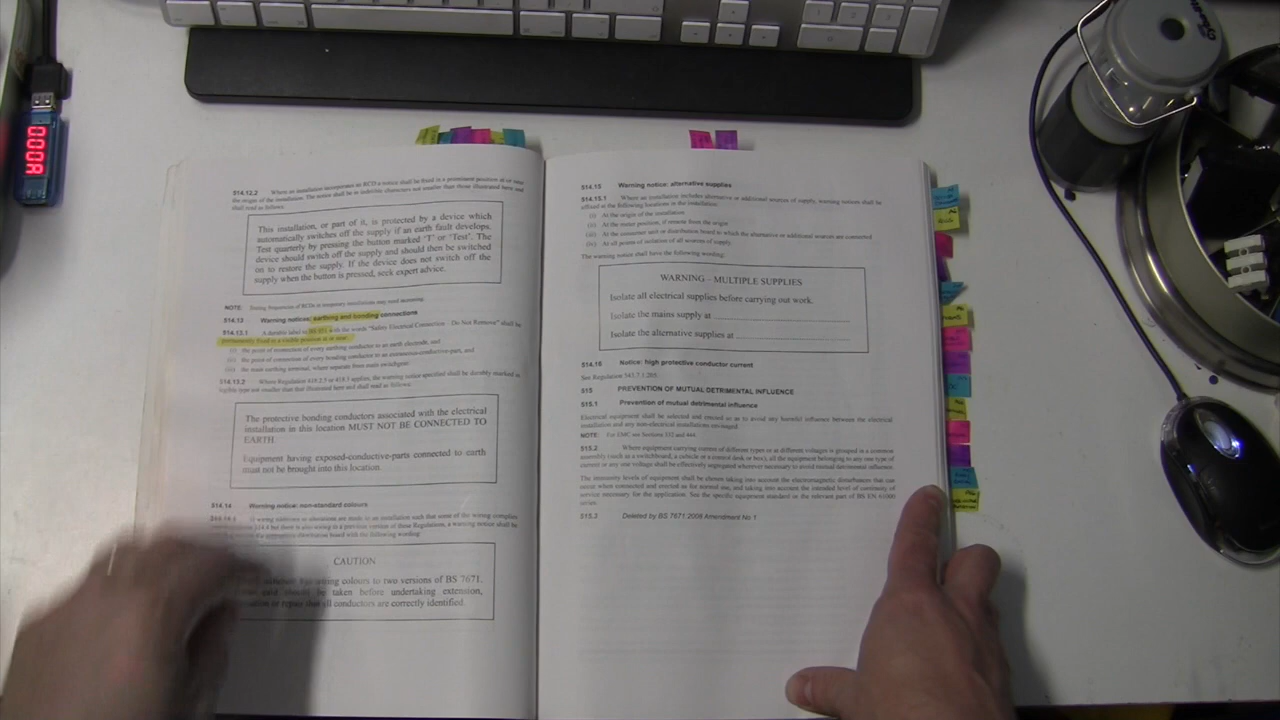 514.12.2 Where an installation incorporates an RCD a notice shall be fixed in a prominent position at or near
the origin of the installation. The notice shall be in indelible characters not smaller than those illustrated here and
shall read as follows:
This installation, or part of it, is protected by a device which
automatically switches off the supply if an earth fault develops.
Test quarterly by pressing the button marked 'T' or 'Test'. The
device should switch off the supply and should then be switched
on to restore the supply. If the device does not switch off the
supply when the button is pressed, seek expert advice.
NOTE: Testing frequencies of RCDs in temporary installations may need increasing.
514.13 Warning notices: earthing and bonding connections
514.13.1 A durable label to BS 951 with the words "Safety Electrical Connection – Do Not Remove" shall be
permanently fixed in a visible position at or near:
(i) the point of connection of every earthing conductor to an earth electrode, and
(ii) the point of connection of every bonding conductor to an extraneous-conductive-part, and
(iii) the main earthing terminal, where separate from main switchgear.
514.13.2 Where Regulation 418.2.5 or 418.3 applies, the warning notice specified shall be durably marked in
legible type not smaller than that illustrated here and shall read as follows:
The protective bonding conductors associated with the electrical
installation in this location MUST NOT BE CONNECTED TO
EARTH.
Equipment having exposed-conductive-parts connected to earth
must not be brought into this location.
514.14 Warning notice: non-standard colours
514.14.1 If wiring additions or alterations are made to an installation such that some of the wiring complies
514.4 but there is also wiring to a previous version of these Regulations, a warning notice shall be
the appropriate distribution board with the following wording:
CAUTION
wiring colours to two versions of BS 7671.
care should be taken before undertaking extension,
or repair that all conductors are correctly identified.
514.15 Warning notice: alternative supplies
514.15.1 Where an installation includes alternative or additional sources of supply, warning notices shall be
affixed at the following locations in the installation:
(i) At the origin of the installation
(ii) At the meter position, if remote from the origin
(iii) At the consumer unit or distribution board to which the alternative or additional sources are connected
(iv) At all points of isolation of all sources of supply.
The warning notice shall have the following wording:
WARNING – MULTIPLE SUPPLIES
Isolate all electrical supplies before carrying out work.
Isolate the mains supply at
Isolate the alternative supplies at
514.16 Notice: high protective conductor current
See Regulation 543.7.1.205.
515 PREVENTION OF MUTUAL DETRIMENTAL INFLUENCE
515.1 Prevention of mutual detrimental influence
Electrical equipment shall be selected and erected so as to avoid any harmful influence between the electrical
installation and any non-electrical installations envisaged.
NOTE: For EMC see Sections 332 and 444.
515.2 Where equipment carrying current of different types or at different voltages is grouped in a common
assembly (such as a switchboard, a cubicle or a control desk or box), all the equipment belonging to any one type of
current or any one voltage shall be effectively segregated wherever necessary to avoid mutual detrimental influence.
The immunity levels of equipment shall be chosen taking into account the electromagnetic disturbances that can
occur when connected and erected as for normal use, and taking into account the intended level of continuity of
service necessary for the application. See the specific equipment standard or the relevant part of BS EN 61000
series.
515.3 Deleted by BS 7671:2008 Amendment No 1